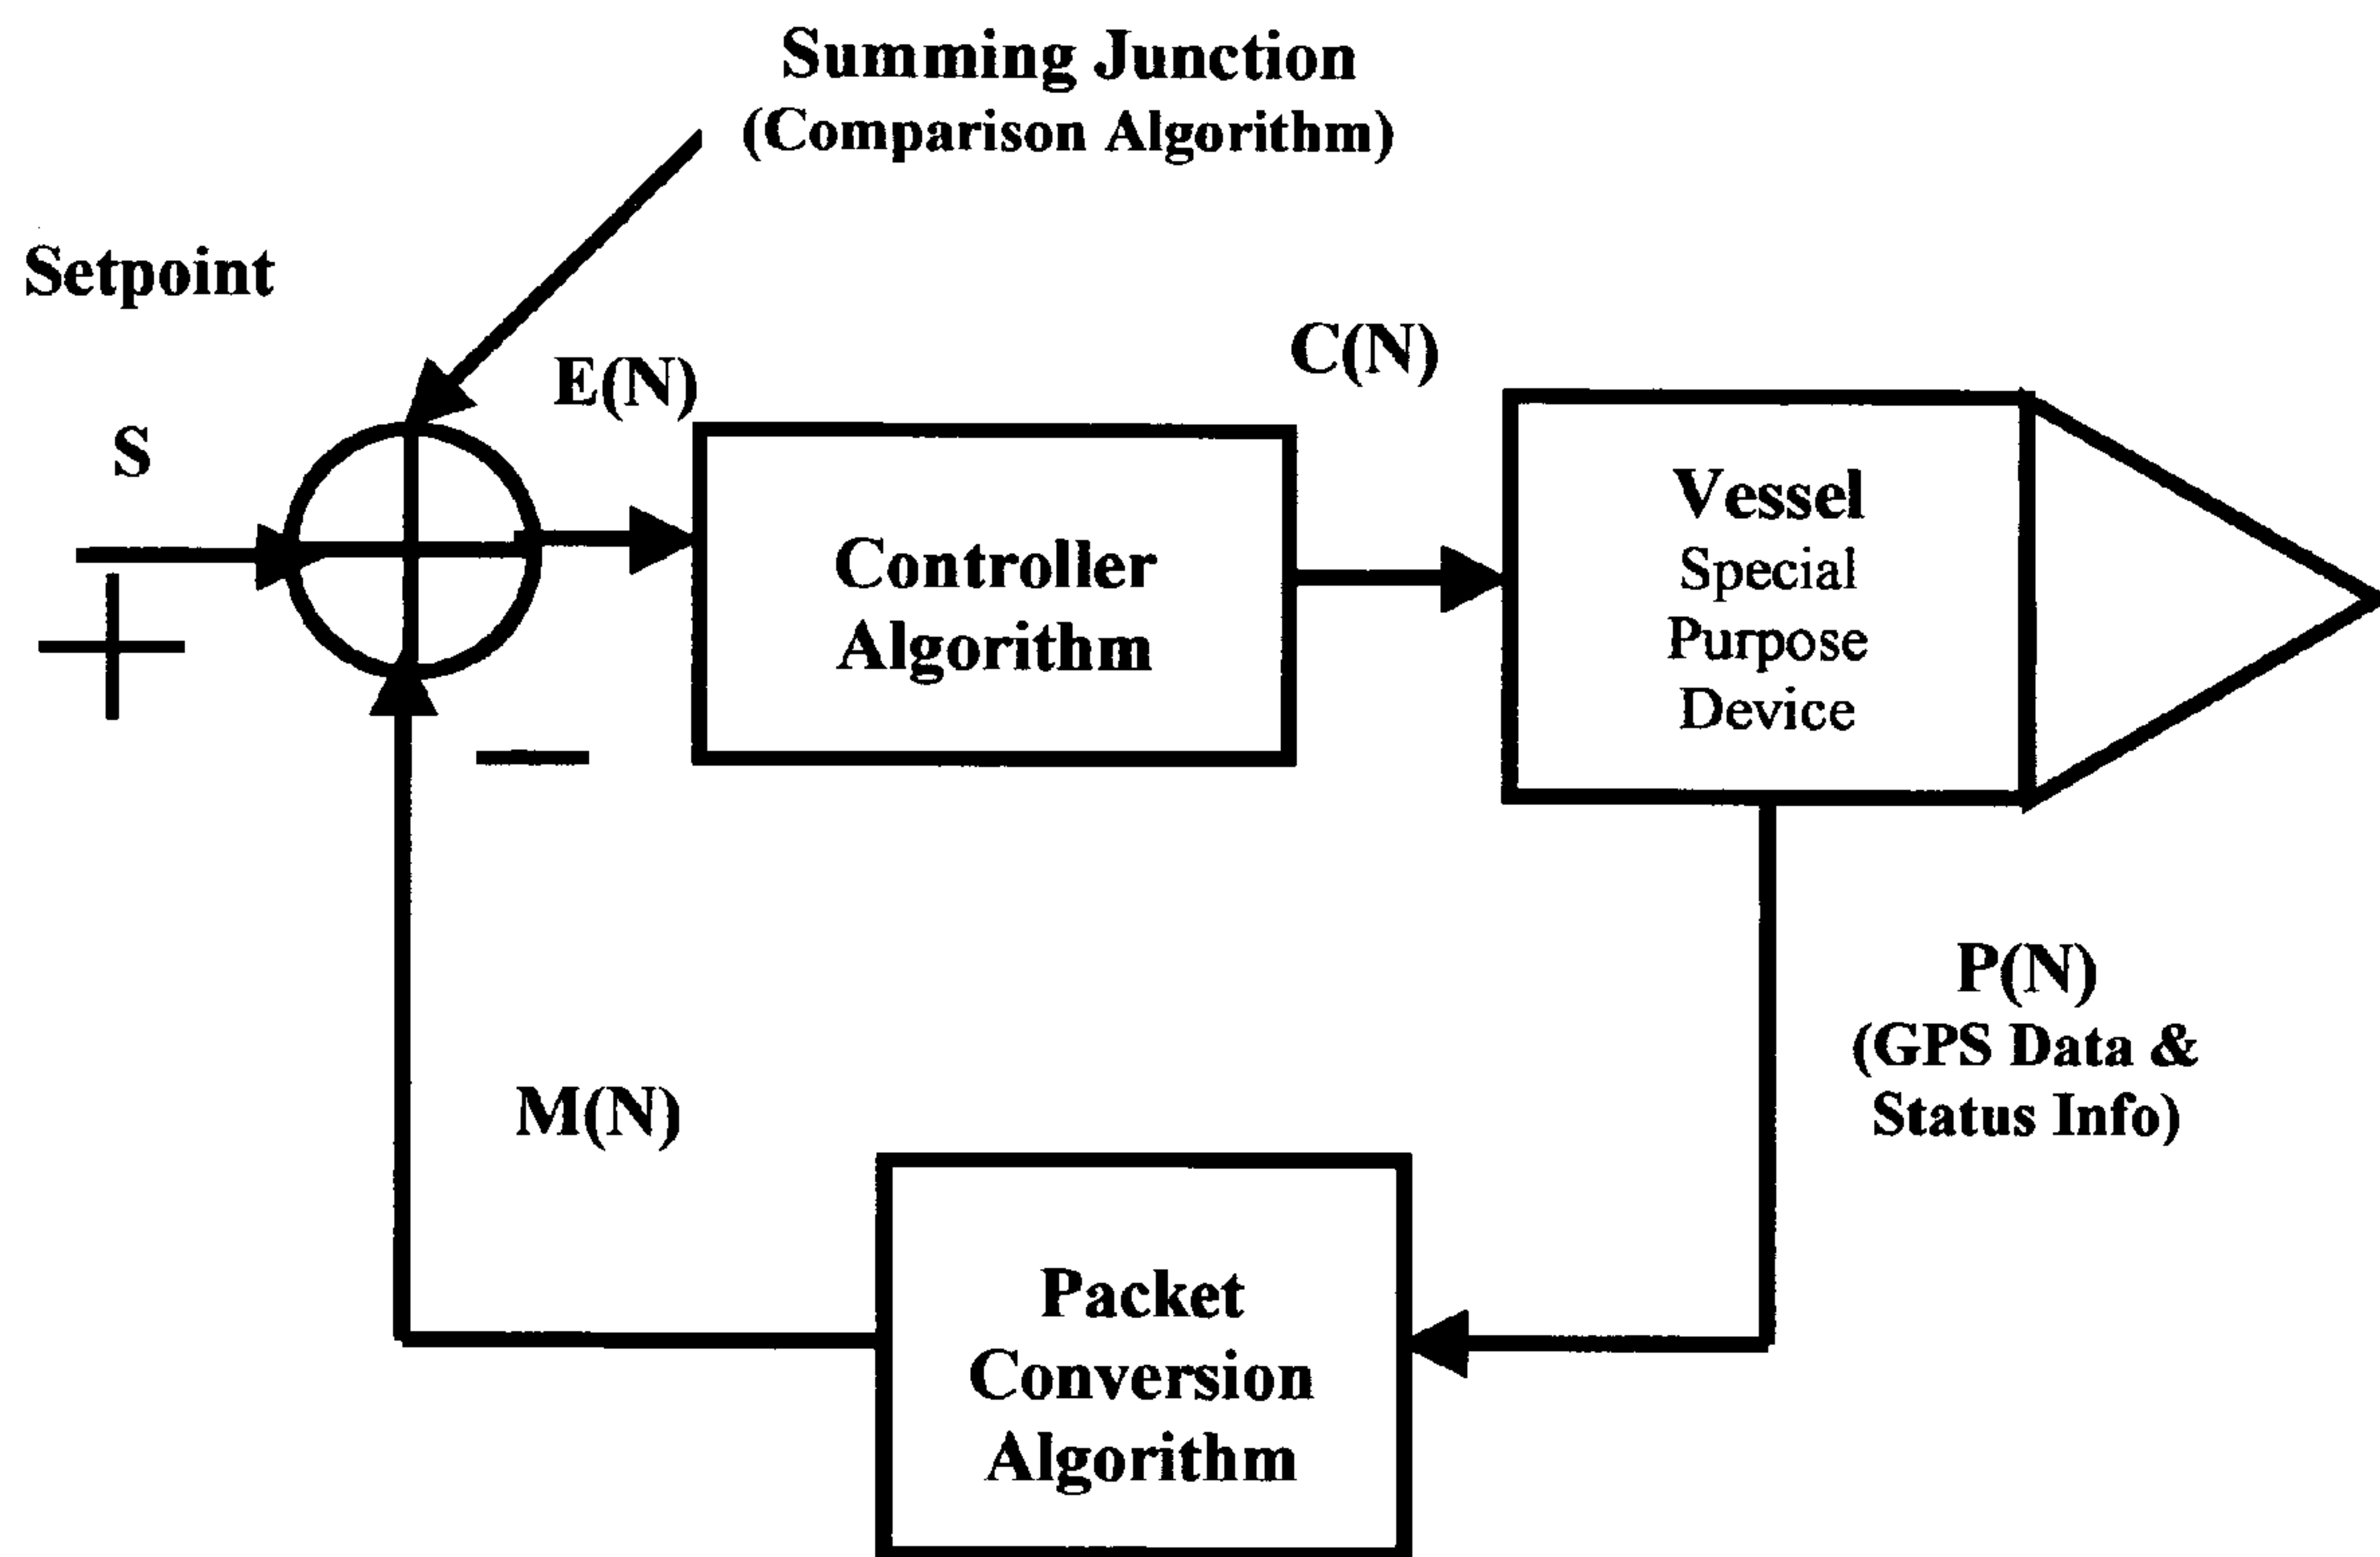 Summing Junction
(Comparison Algorithm)
Setpoint
E(N)
C(N)
S
Controller
Algorithm
Vessel
Special
Purpose
Device
P(N)
(GPS Data &
Status Info)
M(N)
Packet
Conversion
Algorithm